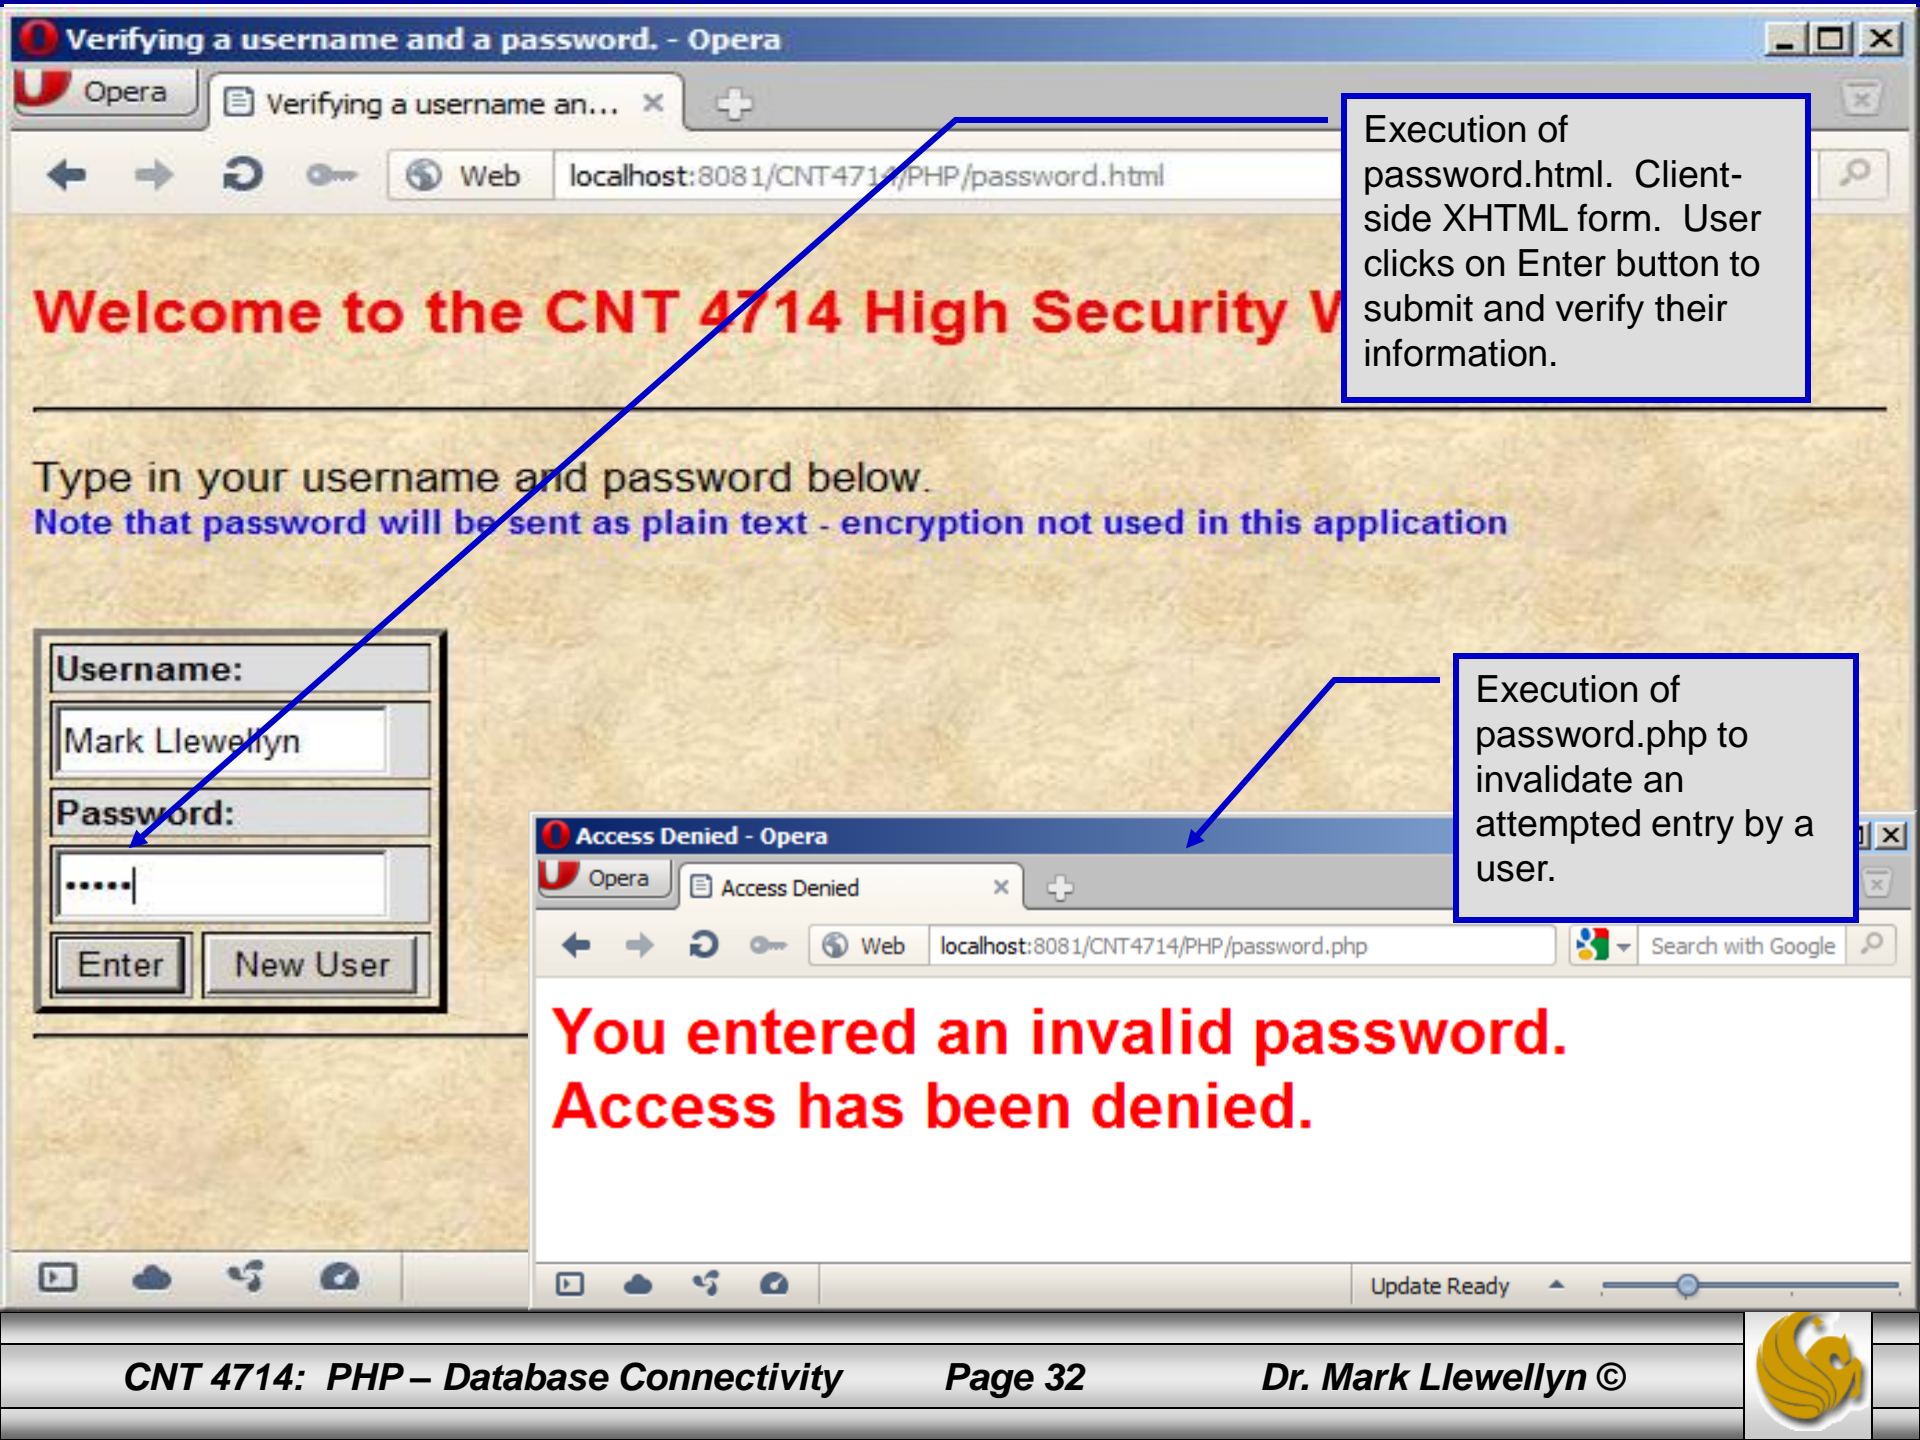 Verifying a username and a password. - Opera
Opera
Verifying a username an...
Web
localhost:8081/CNT4714/PHP/password.html
Execution of
password.html. Client-
side XHTML form. User
clicks on Enter button to
submit and verify their
information.
Welcome to the CNT 4714 High Security
Type in your username and password below.
Note that password will be sent as plain text - encryption not used in this application
Username:
Mark Llewellyn
Password:
•••••
Enter
New User
Execution of
password.php to
invalidate an
attempted entry by a
user.
Access Denied - Opera
Opera
Access Denied
Web
localhost:8081/CNT4714/PHP/password.php
Search with Google
You entered an invalid password.
Access has been denied.
Update Ready
CNT 4714: PHP – Database Connectivity
Page 32
Dr. Mark Llewellyn ©